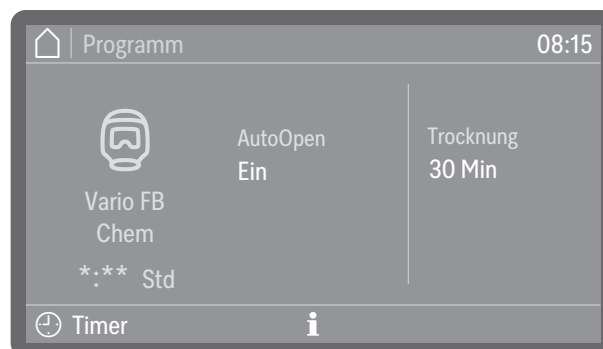 Programm 08:15
AutoOpen
Ein
Trocknung
30 Min
Vario FB
Chem
*:** Std
Timer i